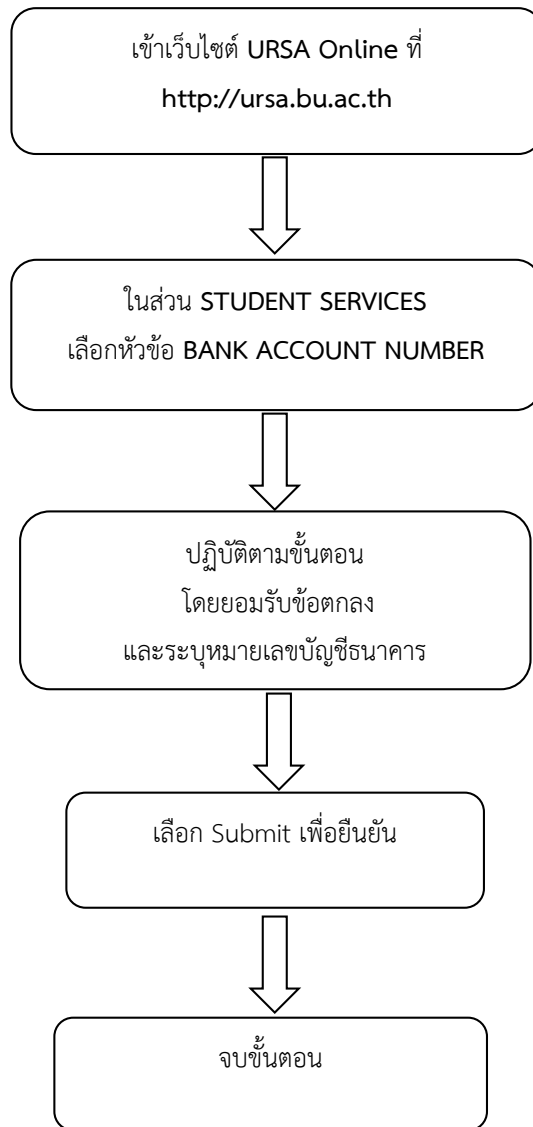 เข้าเว็บไซต์ URSA Online ที่
http://ursa.bu.ac.th
ในส่วน STUDENT SERVICES
เลือกหัวข้อ BANK ACCOUNT NUMBER
ปฏิบัติตามขั้นตอน
โดยยอมรับข้อตกลง
และระบุหมายเลขบัญชีธนาคาร
เลือก Submit เพื่อยืนยัน
จบขั้นตอน